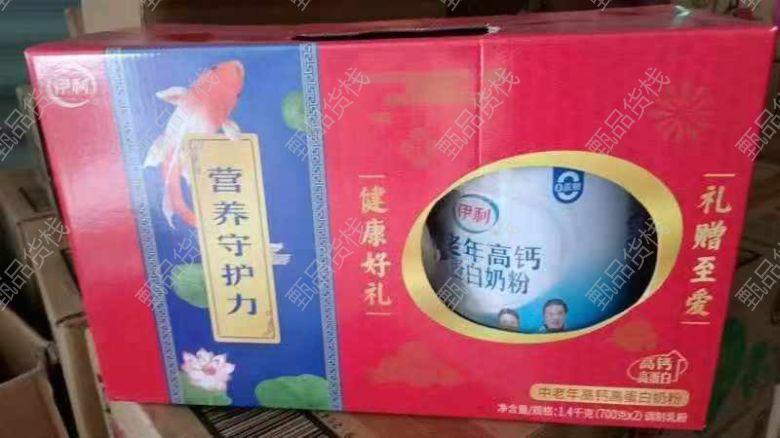 伊利
营养守护力
健康好礼
伊利
老年高钙
白奶粉
礼赠至爱
高钙
高蛋白
中老年高钙高蛋白奶粉
净含量/规格：1.4千克(700克x2) 调制乳粉
甄品货栈